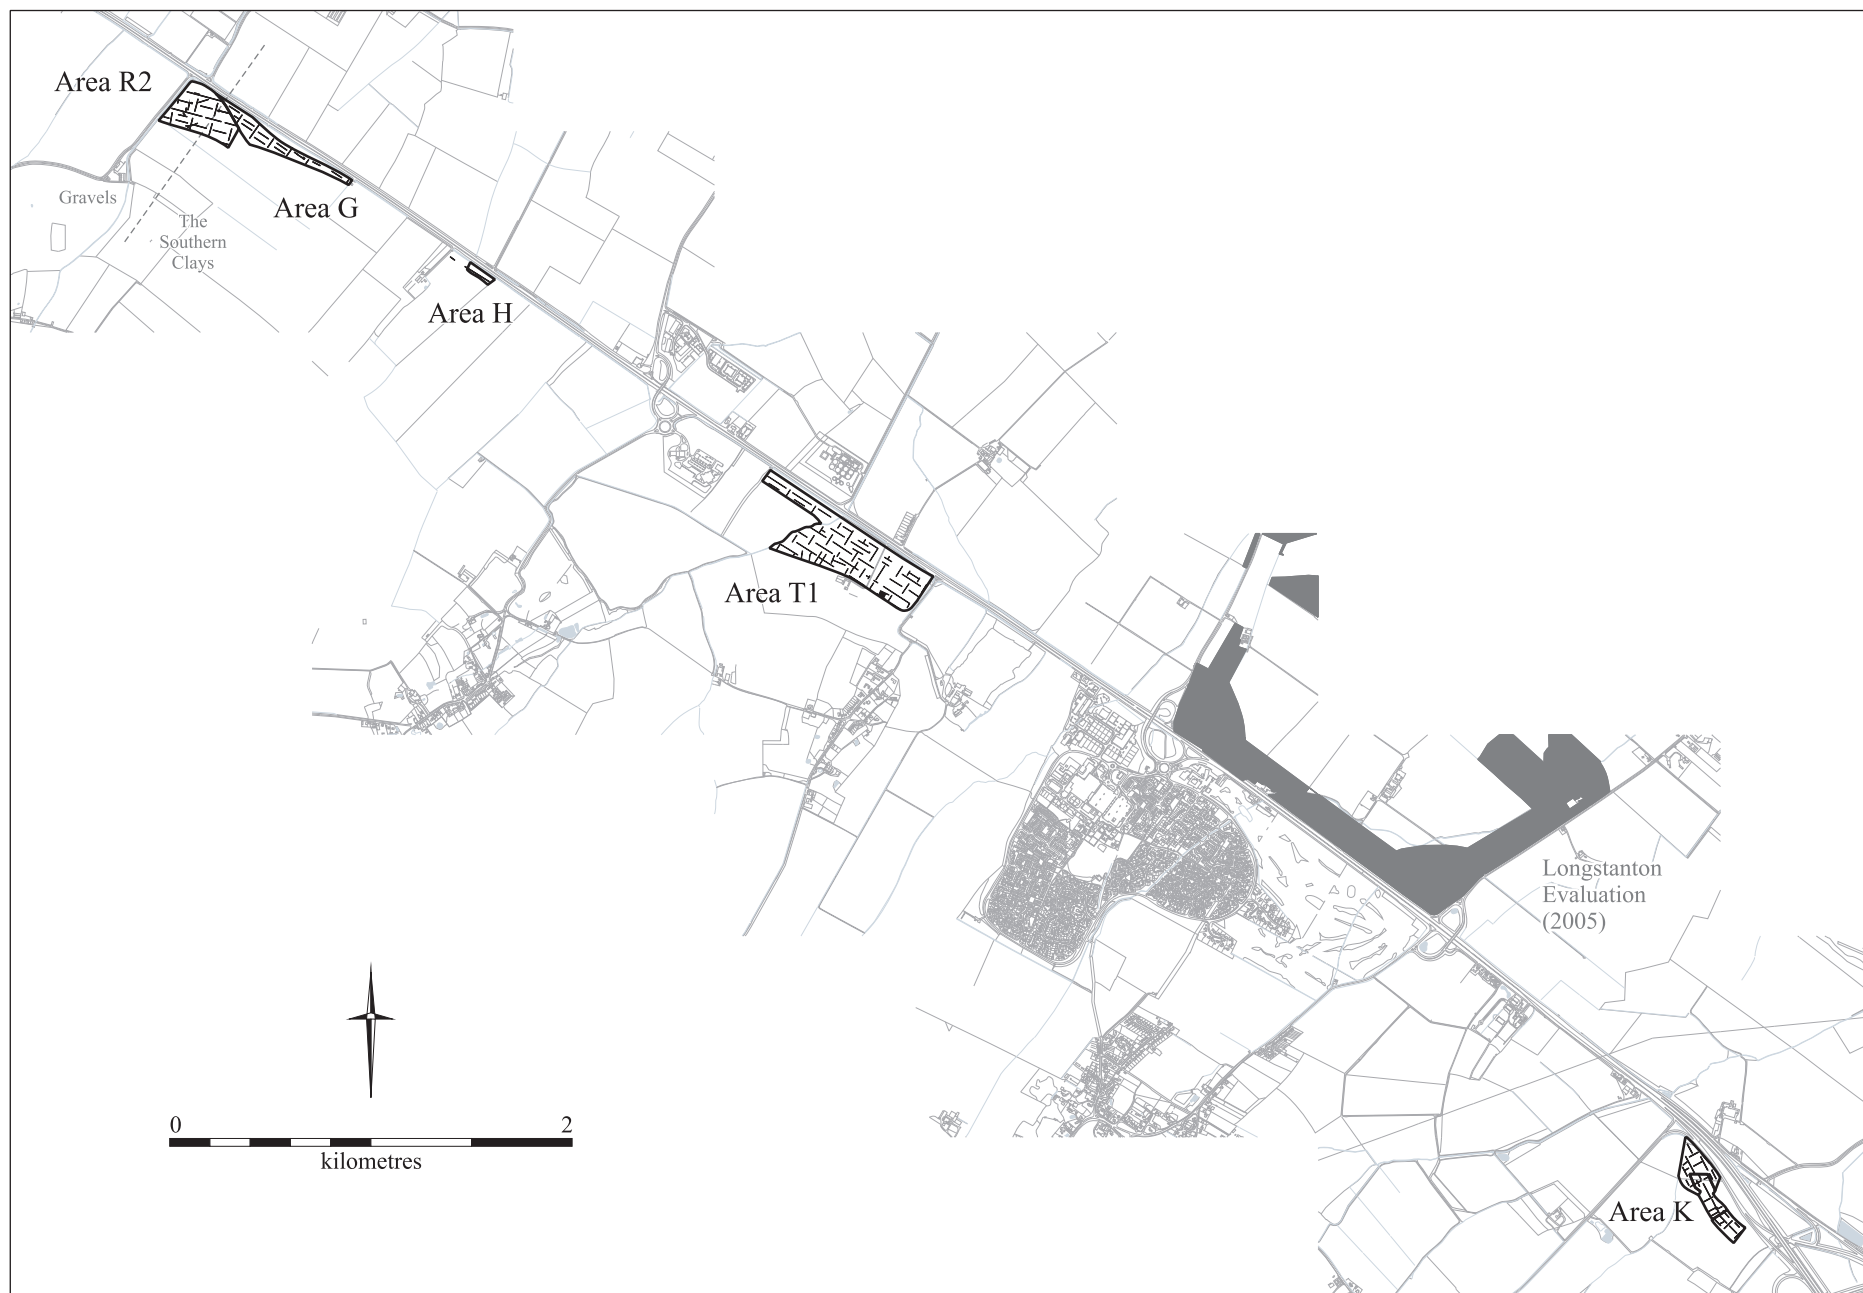 Area R2
Gravels
Area G
The
Southern
Clays
Area H
Area T1
Longstanton
Evaluation
(2005)
0 2
kilometres
Area K